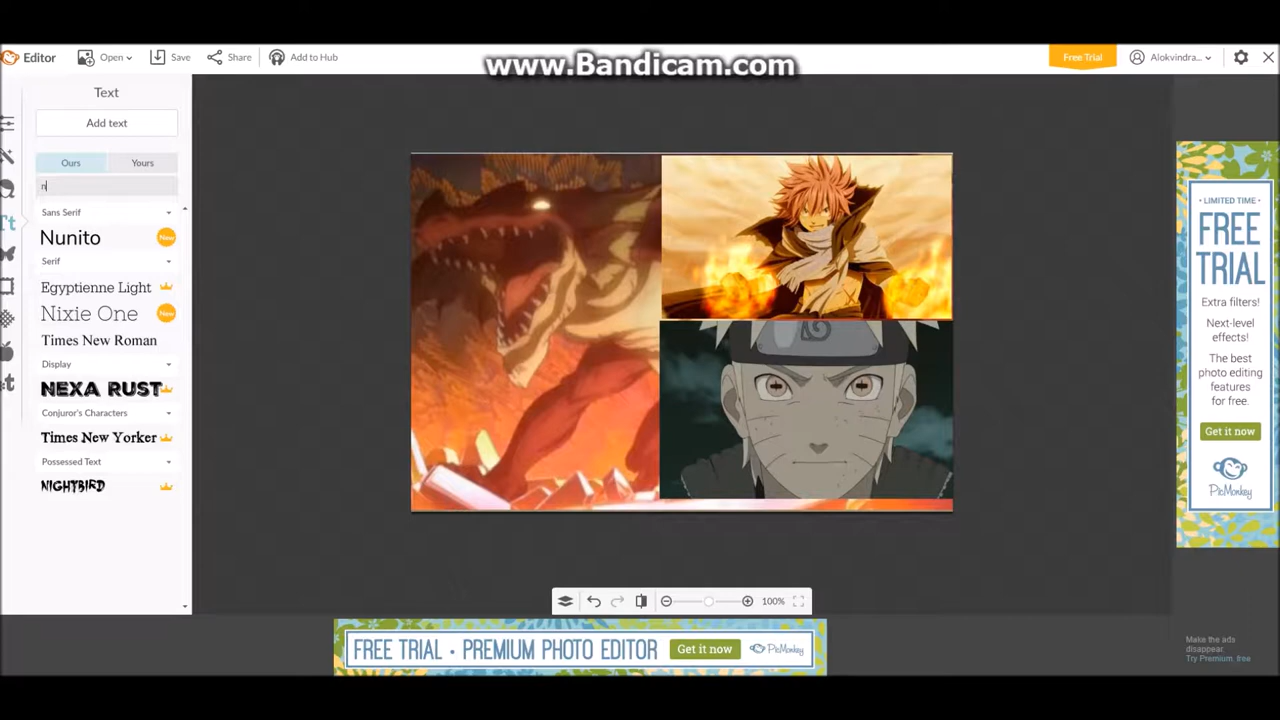 www.Bandicam.com
Editor
Open
Save
Share
Add to Hub
Free Trial
Alokvindra...
Text
Add text
Ours
Yours
n
Sans Serif
Nunito
New
Serif
Egyptienne Light
Nixie One
New
Times New Roman
Display
NEXA RUST
Conjuror's Characters
Times New Yorker
Possessed Text
NIGHTBIRD
Tt
100%
• LIMITED TIME •
FREE
TRIAL
Extra filters!
Next-level
effects!
The best
photo editing
features
for free.
Get it now
PicMonkey
FREE TRIAL • PREMIUM PHOTO EDITOR
Get it now
PicMonkey
Make the ads
disappear.
Try Premium, free